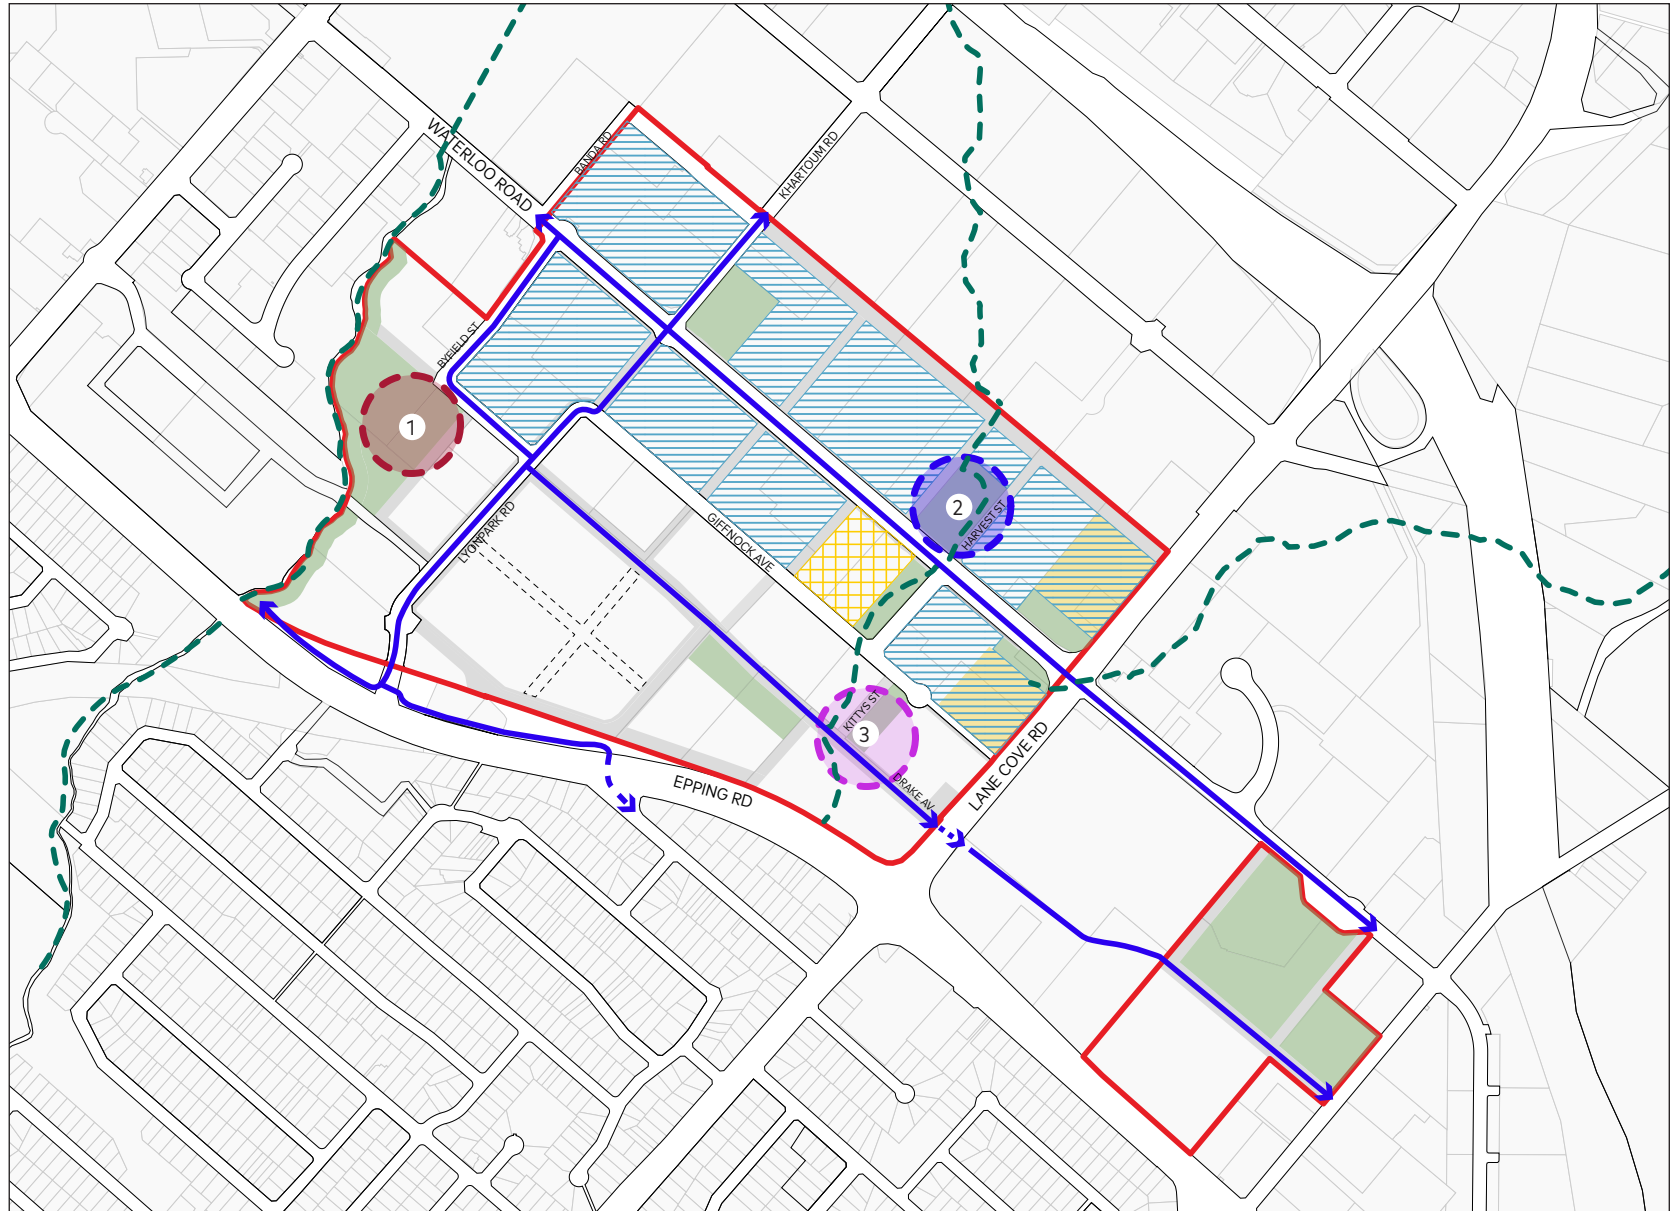 WATERLOO ROAD
BANDA RD
KHARTOUM RD
BYFIELD ST
1
LYONPARK RD
GIFFNOCK AVE
2
HARVEST ST
KITTYS ST
3
DRAKE AV
LANE COVE RD
EPPING RD